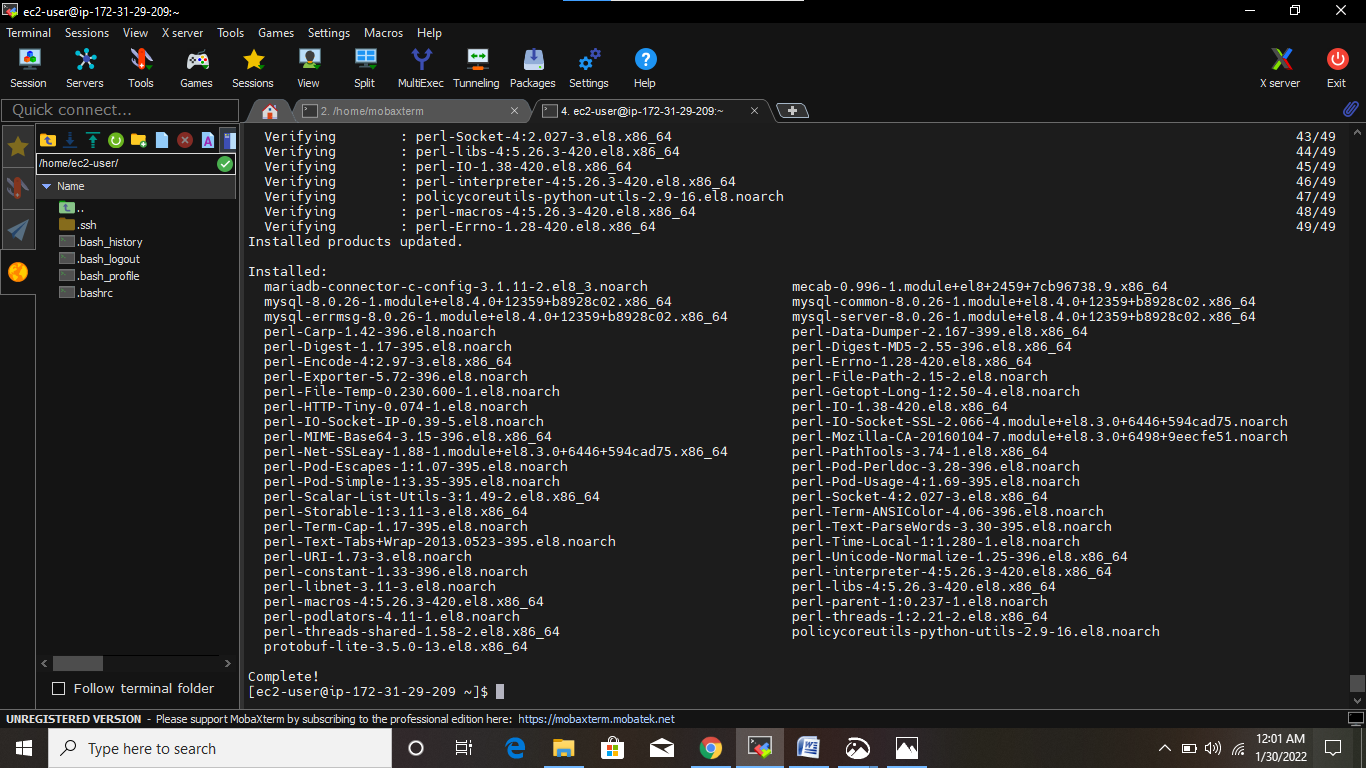 ec2-user@ip-172-31-29-209:~
Terminal Sessions View X server Tools Games Settings Macros Help
Session Servers Tools Games Sessions View Split MultiExec Tunneling Packages Settings Help X server Exit
Quick connect...
2. /home/mobaxterm
4. ec2-user@ip-172-31-29-209:~
/home/ec2-user/
Name
..
.ssh
.bash_history
.bash_logout
.bash_profile
.bashrc
Follow terminal folder
Verifying : perl-Socket-4:2.027-3.el8.x86_64 43/49
Verifying : perl-libs-4:5.26.3-420.el8.x86_64 44/49
Verifying : perl-IO-1.38-420.el8.x86_64 45/49
Verifying : perl-interpreter-4:5.26.3-420.el8.x86_64 46/49
Verifying : policycoreutils-python-utils-2.9-16.el8.noarch 47/49
Verifying : perl-macros-4:5.26.3-420.el8.x86_64 48/49
Verifying : perl-Errno-1.28-420.el8.x86_64 49/49
Installed products updated.
Installed:
mariadb-connector-c-config-3.1.11-2.el8_3.noarch mecab-0.996-1.module+el8+2459+7cb96738.9.x86_64
mysql-8.0.26-1.module+el8.4.0+12359+b8928c02.x86_64 mysql-common-8.0.26-1.module+el8.4.0+12359+b8928c02.x86_64
mysql-errmsg-8.0.26-1.module+el8.4.0+12359+b8928c02.x86_64 mysql-server-8.0.26-1.module+el8.4.0+12359+b8928c02.x86_64
perl-Carp-1.42-396.el8.noarch perl-Data-Dumper-2.167-399.el8.x86_64
perl-Digest-1.17-395.el8.noarch perl-Digest-MD5-2.55-396.el8.x86_64
perl-Encode-4:2.97-3.el8.x86_64 perl-Errno-1.28-420.el8.x86_64
perl-Exporter-5.72-396.el8.noarch perl-File-Path-2.15-2.el8.noarch
perl-File-Temp-0.230.600-1.el8.noarch perl-Getopt-Long-1:2.50-4.el8.noarch
perl-HTTP-Tiny-0.074-1.el8.noarch perl-IO-1.38-420.el8.x86_64
perl-IO-Socket-IP-0.39-5.el8.noarch perl-IO-Socket-SSL-2.066-4.module+el8.3.0+6446+594cad75.noarch
perl-MIME-Base64-3.15-396.el8.x86_64 perl-Mozilla-CA-20160104-7.module+el8.3.0+6498+9eecfe51.noarch
perl-Net-SSLeay-1.88-1.module+el8.3.0+6446+594cad75.x86_64 perl-PathTools-3.74-1.el8.x86_64
perl-Pod-Escapes-1:1.07-395.el8.noarch perl-Pod-Perldoc-3.28-396.el8.noarch
perl-Pod-Simple-1:3.35-395.el8.noarch perl-Pod-Usage-4:1.69-395.el8.noarch
perl-Scalar-List-Utils-3:1.49-2.el8.x86_64 perl-Socket-4:2.027-3.el8.x86_64
perl-Storable-1:3.11-3.el8.x86_64 perl-Term-ANSIColor-4.06-396.el8.noarch
perl-Term-Cap-1.17-395.el8.noarch perl-Text-ParseWords-3.30-395.el8.noarch
perl-Text-Tabs+Wrap-2013.0523-395.el8.noarch perl-Time-Local-1:1.280-1.el8.noarch
perl-URI-1.73-3.el8.noarch perl-Unicode-Normalize-1.25-396.el8.x86_64
perl-constant-1.33-396.el8.noarch perl-interpreter-4:5.26.3-420.el8.x86_64
perl-libnet-3.11-3.el8.noarch perl-libs-4:5.26.3-420.el8.x86_64
perl-macros-4:5.26.3-420.el8.x86_64 perl-parent-1:0.237-1.el8.noarch
perl-podlators-4.11-1.el8.noarch perl-threads-1:2.21-2.el8.x86_64
perl-threads-shared-1.58-2.el8.x86_64 policycoreutils-python-utils-2.9-16.el8.noarch
protobuf-lite-3.5.0-13.el8.x86_64
Complete!
[ec2-user@ip-172-31-29-209 ~]$
UNREGISTERED VERSION - Please support MobaXterm by subscribing to the professional edition here: https://mobaxterm.mobatek.net
Type here to search
12:01 AM
1/30/2022